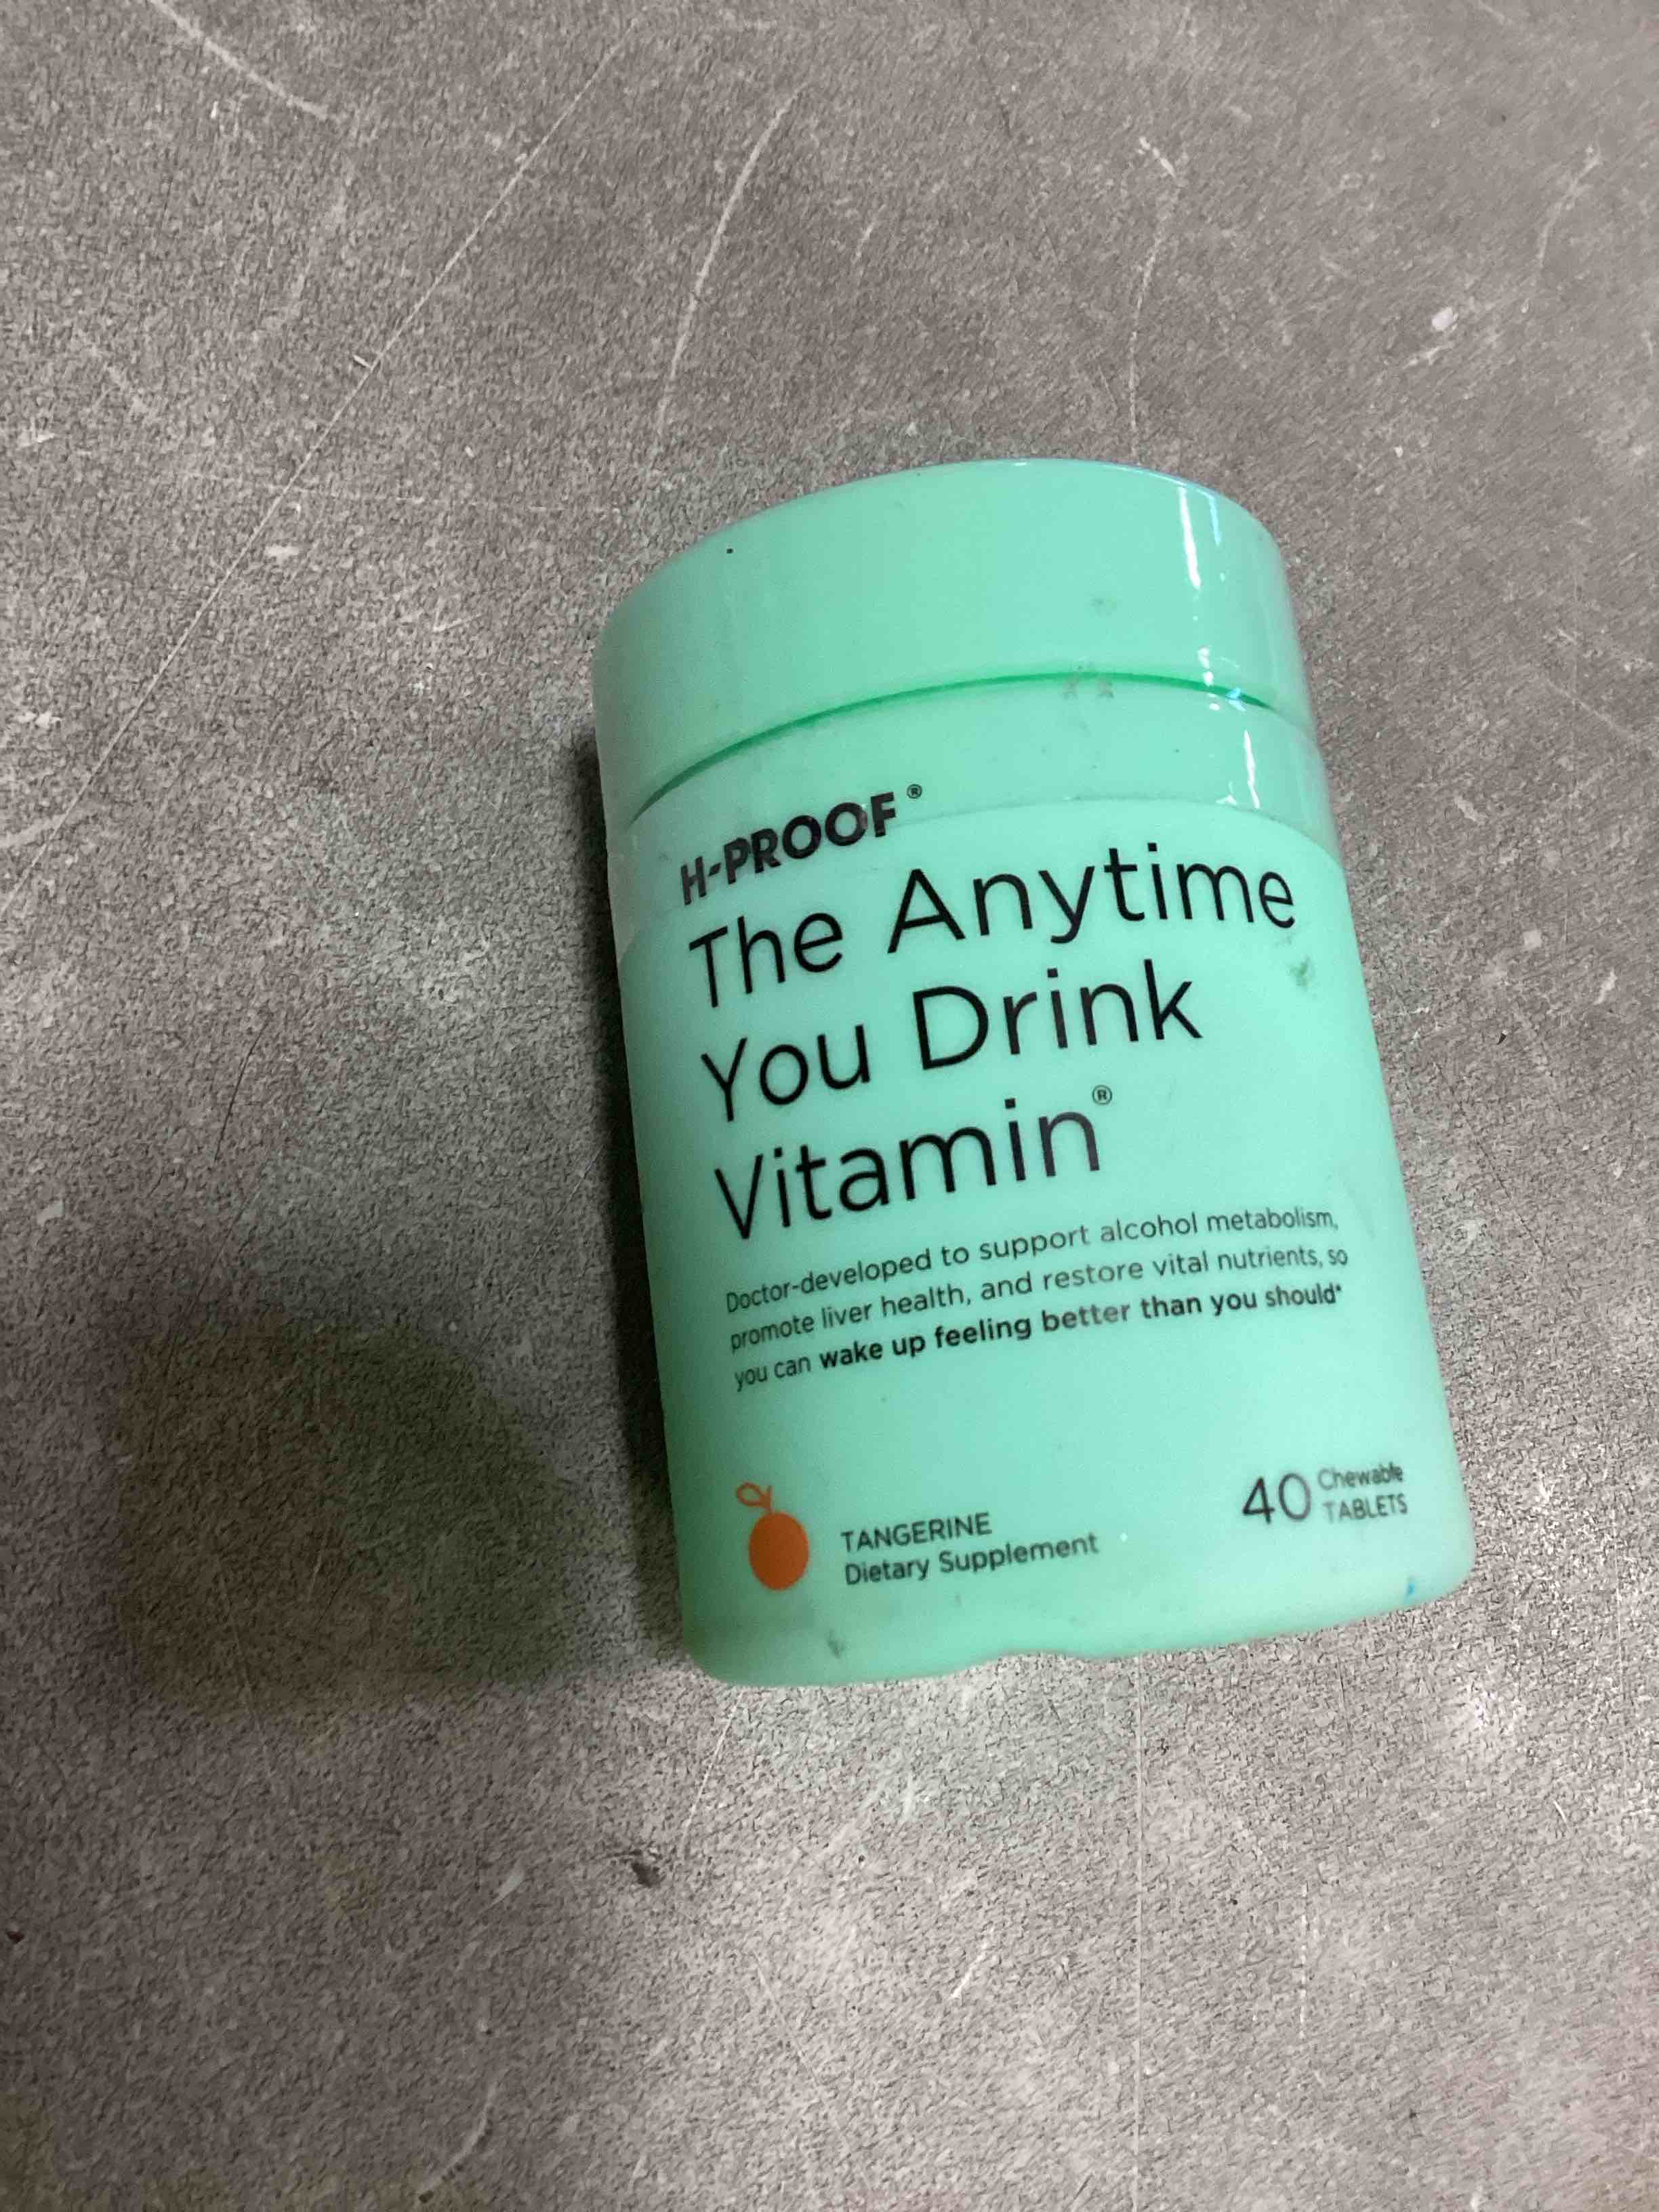 H-PROOF®
The Anytime
You Drink
Vitamin®
Doctor-developed to support alcohol metabolism,
promote liver health, and restore vital nutrients, so
you can wake up feeling better than you should*
TANGERINE
Dietary Supplement
40 Chewable
TABLETS